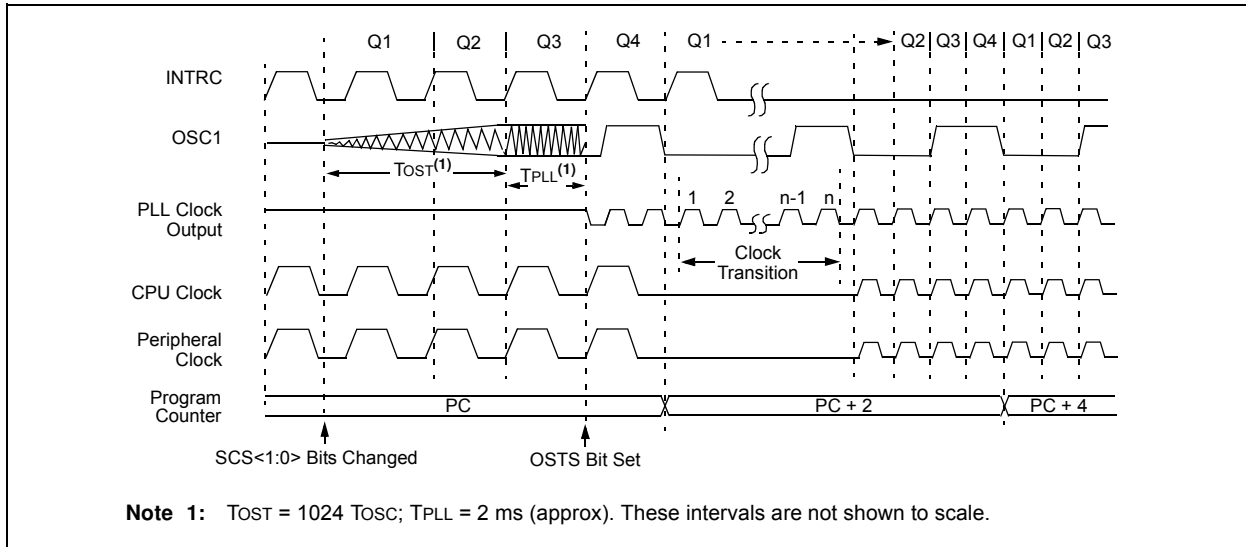 Q1 Q2 Q3 Q4 Q1 Q2 Q3 Q4 Q1 Q2 Q3
INTRC
OSC1
TOST(1) TPLL(1)
1 2 n-1 n
PLL Clock
Output
Clock
Transition
CPU Clock
Peripheral
Clock
Program
Counter
PC PC + 2 PC + 4
SCS<1:0> Bits Changed OSTS Bit Set
Note 1: TOST = 1024 TOSC; TPLL = 2 ms (approx). These intervals are not shown to scale.